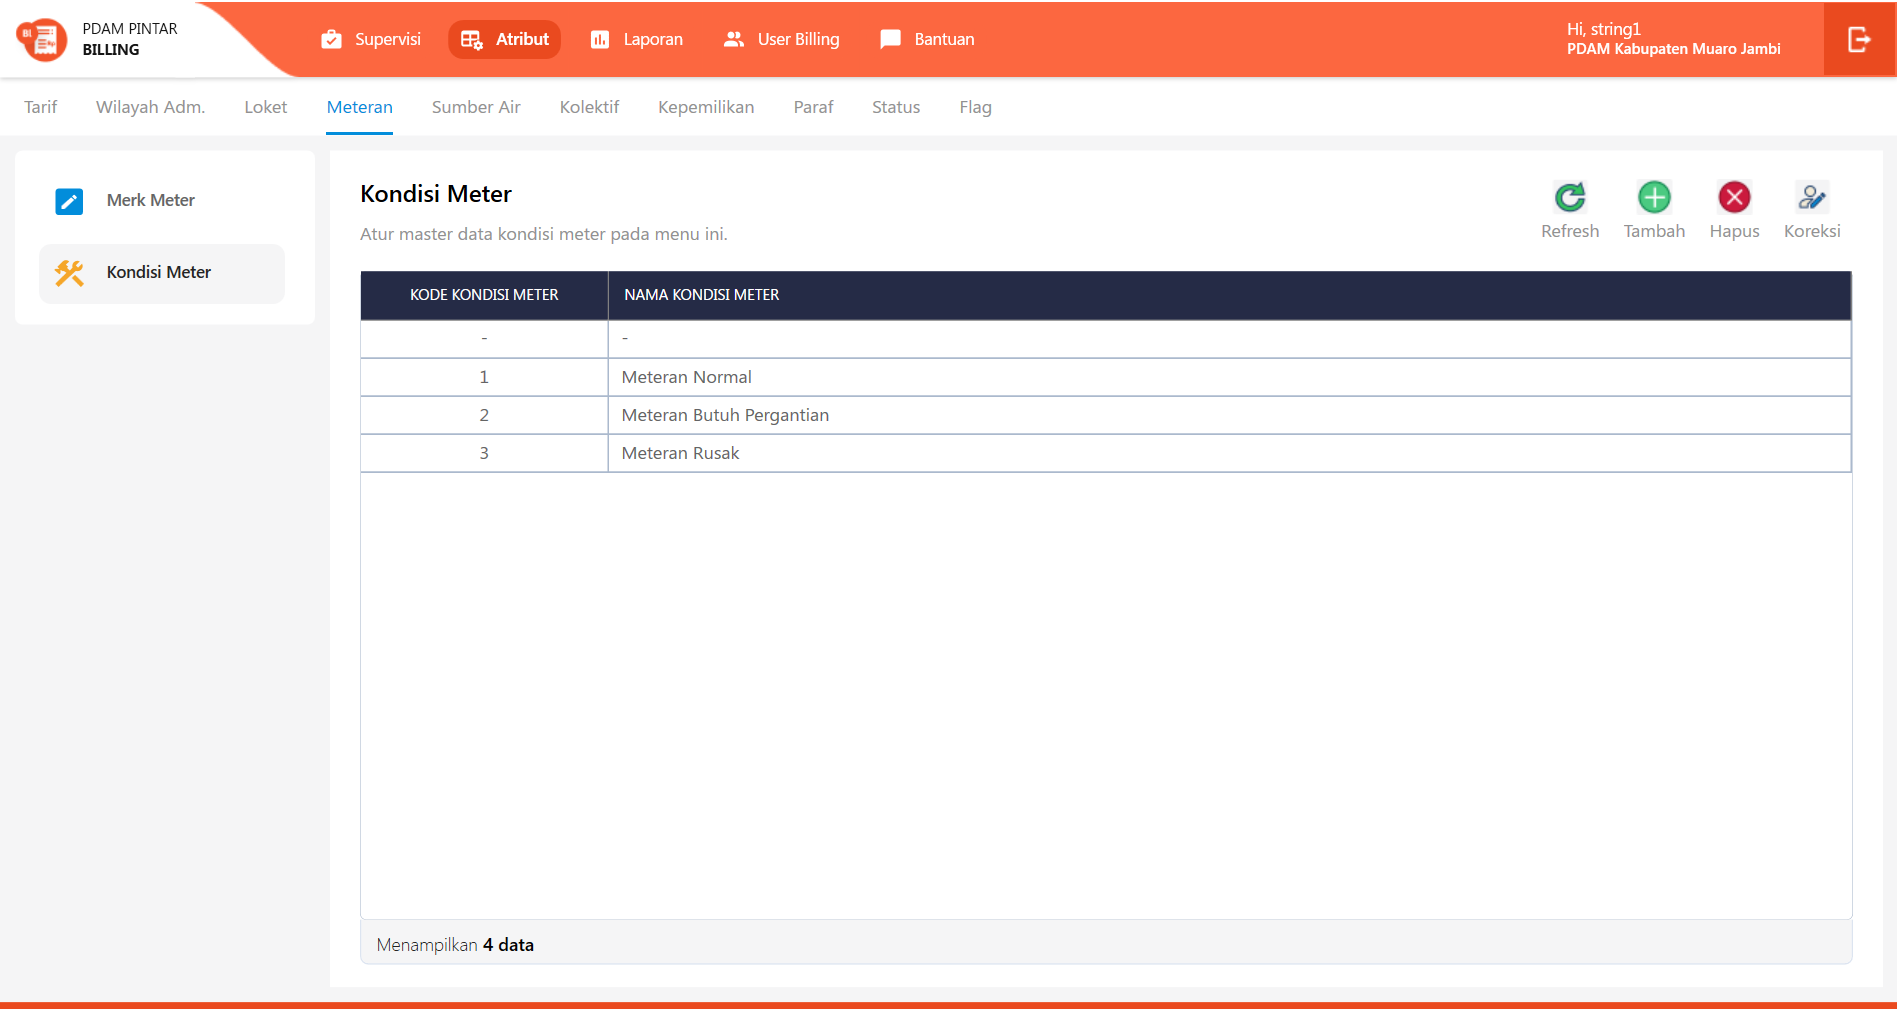 PDAM PINTAR
BILLING
Supervisi
Atribut
Laporan
User Billing
Bantuan
Hi, string1
PDAM Kabupaten Muaro Jambi
Tarif
Wilayah Adm.
Loket
Meteran
Sumber Air
Kolektif
Kepemilikan
Paraf
Status
Flag
Merk Meter
Kondisi Meter
Kondisi Meter
Atur master data kondisi meter pada menu ini.
Refresh
Tambah
Hapus
Koreksi
KODE KONDISI METER NAMA KONDISI METER
- -
1 Meteran Normal
2 Meteran Butuh Pergantian
3 Meteran Rusak
Menampilkan 4 data